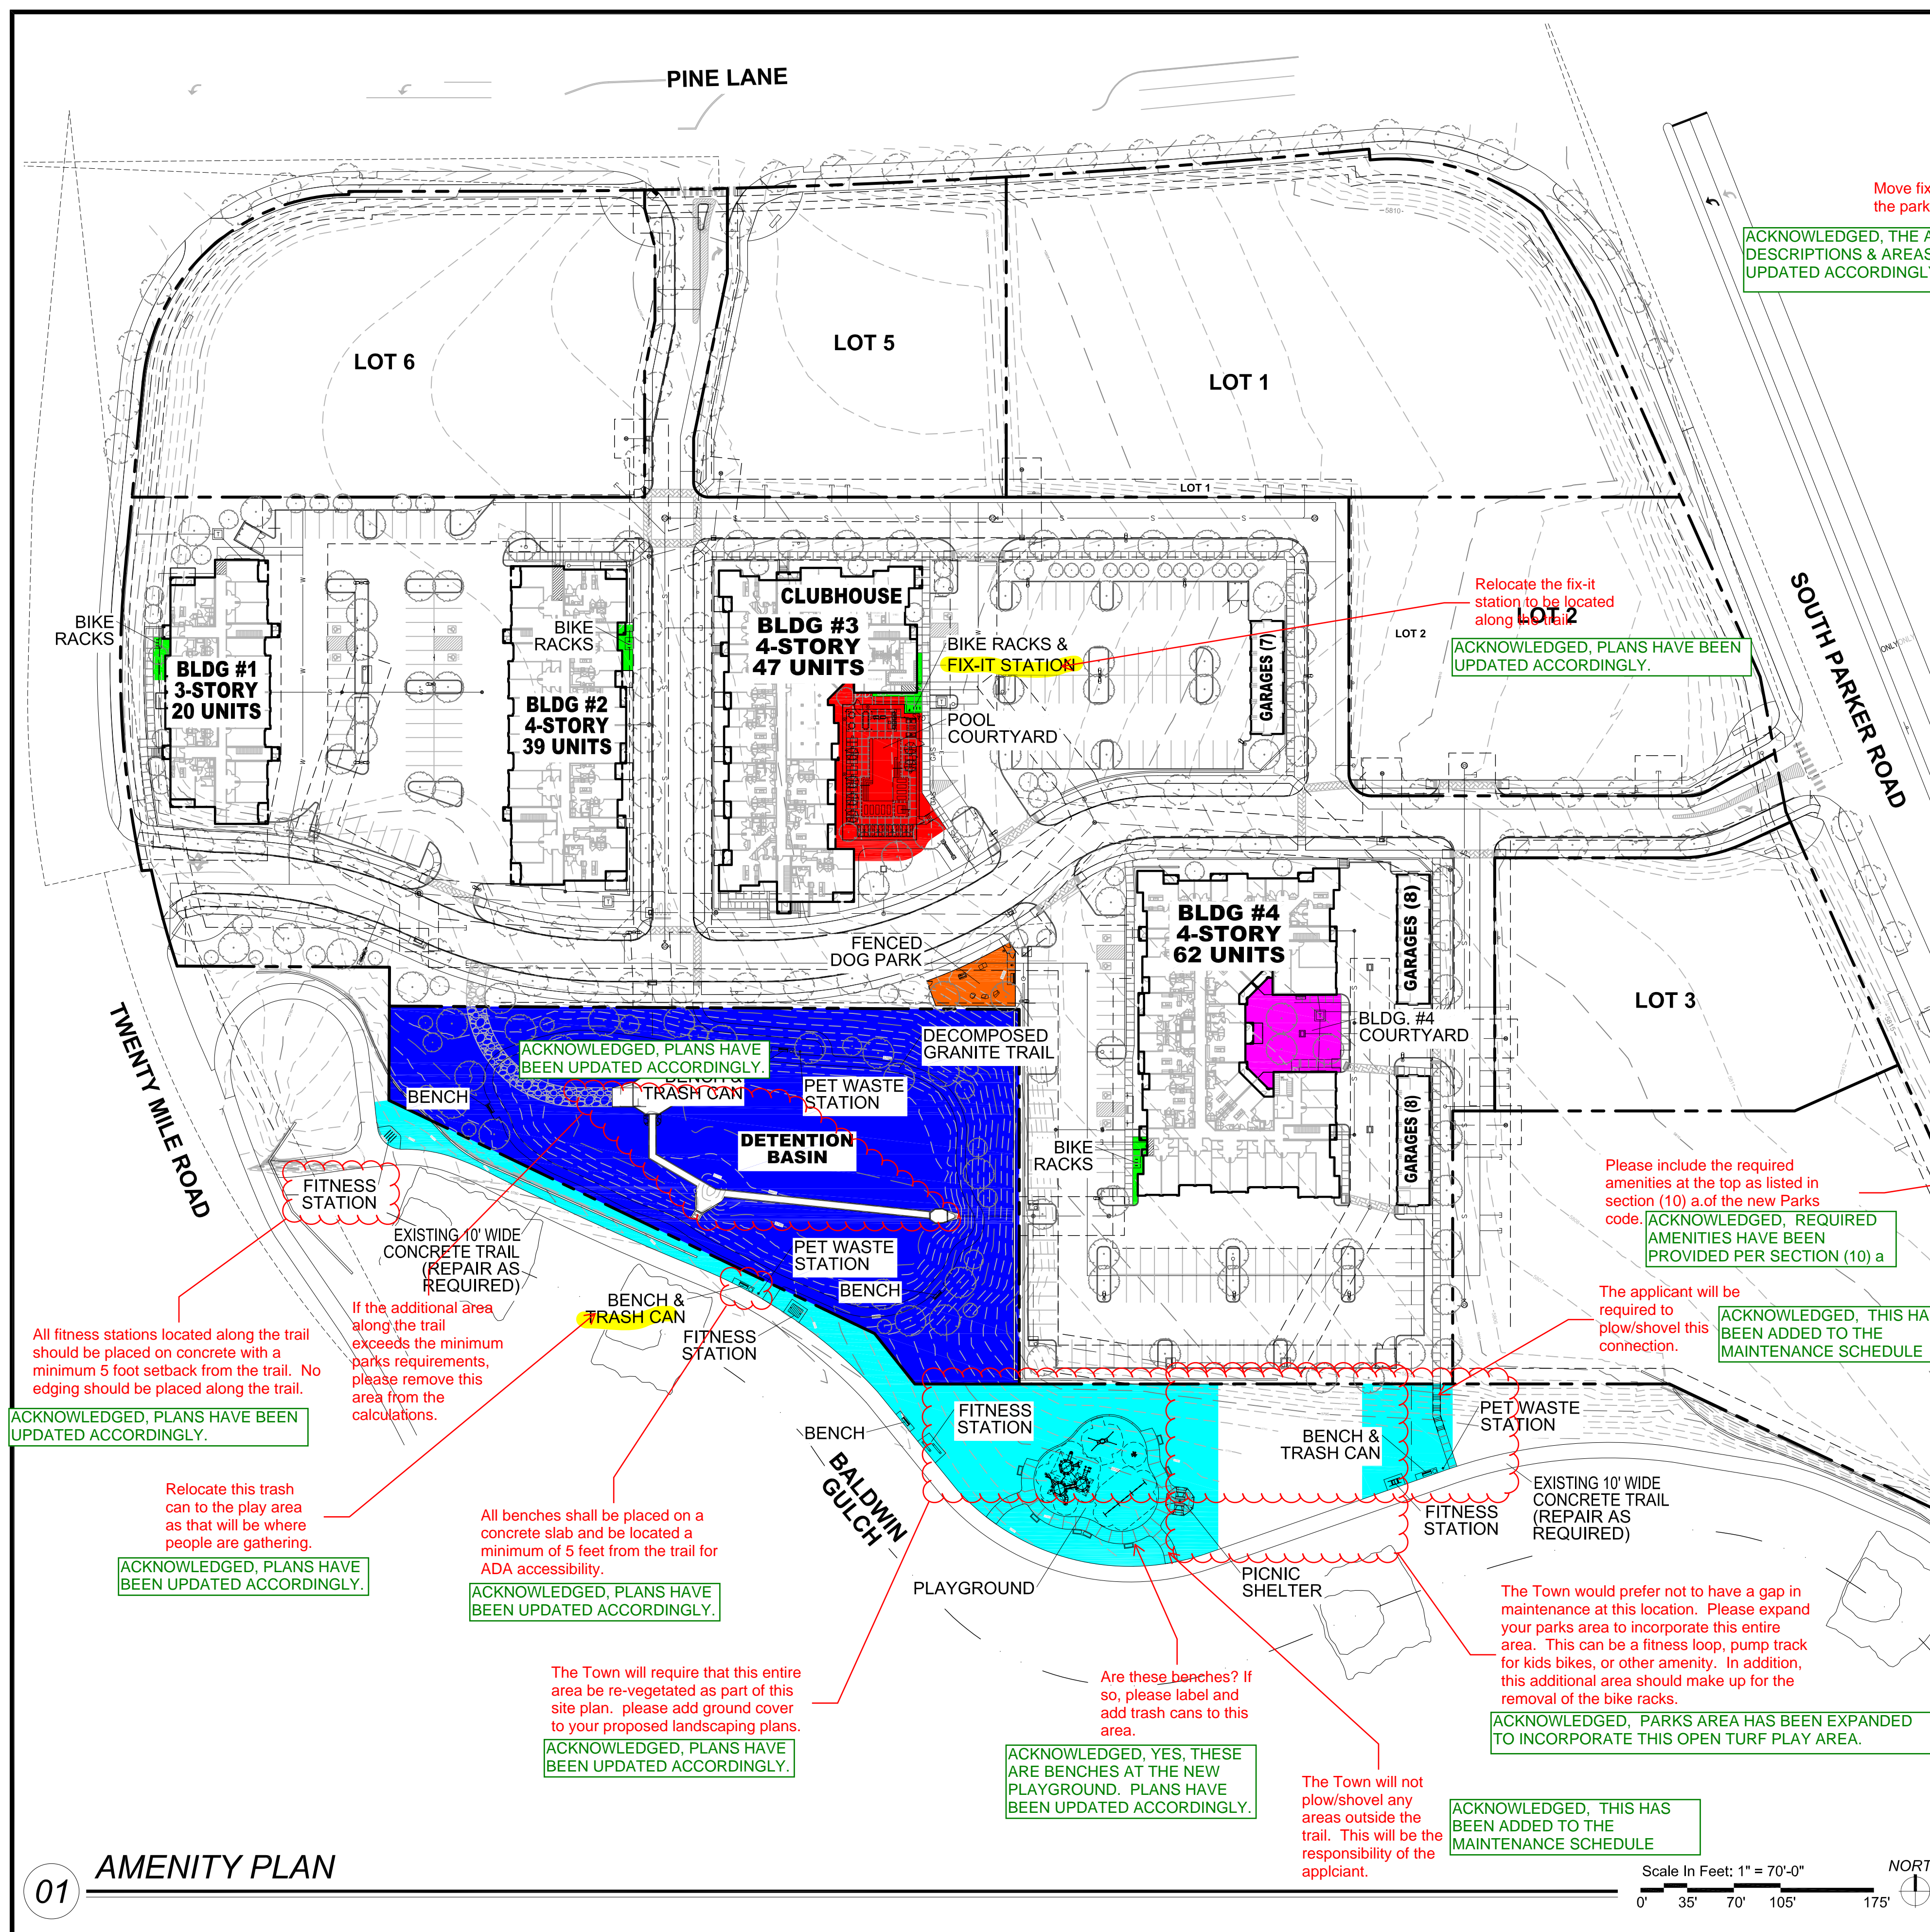 PINE LANE
Move fix
the park
ACKNOWLEDGED, THE A
DESCRIPTIONS & AREAS
UPDATED ACCORDINGL
5810
LOT 6
LOT 5
LOT 1
LOT 1
SOUTH PARKER ROAD
ONLY
Relocate the fix-it
station to be located
along the trail.
LOT 2
LOT 2
ACKNOWLEDGED, PLANS HAVE BEEN
UPDATED ACCORDINGLY.
BIKE
RACKS
BLDG #1
3-STORY
20 UNITS
BIKE
RACKS
BLDG #2
4-STORY
39 UNITS
CLUBHOUSE
BLDG #3
4-STORY
47 UNITS
BIKE RACKS &
FIX-IT STATION
POOL
COURTYARD
GARAGES (7)
FENCED
DOG PARK
BLDG #4
4-STORY
62 UNITS
GARAGES (8)
LOT 3
BLDG. #4
COURTYARD
GARAGES (8)
BIKE
RACKS
TWENTY MILE ROAD
DECOMPOSED
GRANITE TRAIL
ACKNOWLEDGED, PLANS HAVE
BEEN UPDATED ACCORDINGLY.
BENCH &
TRASH CAN
BENCH
PET WASTE
STATION
DETENTION
BASIN
PET WASTE
STATION
BENCH
FITNESS
STATION
EXISTING 10' WIDE
CONCRETE TRAIL
(REPAIR AS
REQUIRED)
BENCH &
TRASH CAN
FITNESS
STATION
Please include the required
amenities at the top as listed in
section (10) a.of the new Parks
code.
ACKNOWLEDGED, REQUIRED
AMENITIES HAVE BEEN
PROVIDED PER SECTION (10) a
The applicant will be
required to
plow/shovel this
connection.
ACKNOWLEDGED, THIS HA
BEEN ADDED TO THE
MAINTENANCE SCHEDULE
All fitness stations located along the trail
should be placed on concrete with a
minimum 5 foot setback from the trail. No
edging should be placed along the trail.
ACKNOWLEDGED, PLANS HAVE BEEN
UPDATED ACCORDINGLY.
If the additional area
along the trail
exceeds the minimum
parks requirements,
please remove this
area from the
calculations.
BENCH
FITNESS
STATION
BENCH &
TRASH CAN
PET WASTE
STATION
BALDWIN
GULCH
FITNESS
STATION
EXISTING 10' WIDE
CONCRETE TRAIL
(REPAIR AS
REQUIRED)
PLAYGROUND
PICNIC
SHELTER
Relocate this trash
can to the play area
as that will be where
people are gathering.
ACKNOWLEDGED, PLANS HAVE
BEEN UPDATED ACCORDINGLY.
All benches shall be placed on a
concrete slab and be located a
minimum of 5 feet from the trail for
ADA accessibility.
ACKNOWLEDGED, PLANS HAVE
BEEN UPDATED ACCORDINGLY.
The Town will require that this entire
area be re-vegetated as part of this
site plan. please add ground cover
to your proposed landscaping plans.
ACKNOWLEDGED, PLANS HAVE
BEEN UPDATED ACCORDINGLY.
Are these benches? If
so, please label and
add trash cans to this
area.
ACKNOWLEDGED, YES, THESE
ARE BENCHES AT THE NEW
PLAYGROUND. PLANS HAVE
BEEN UPDATED ACCORDINGLY.
The Town would prefer not to have a gap in
maintenance at this location. Please expand
your parks area to incorporate this entire
area. This can be a fitness loop, pump track
for kids bikes, or other amenity. In addition,
this additional area should make up for the
removal of the bike racks.
ACKNOWLEDGED, PARKS AREA HAS BEEN EXPANDED
TO INCORPORATE THIS OPEN TURF PLAY AREA.
The Town will not
plow/shovel any
areas outside the
trail. This will be the
responsibility of the
applciant.
ACKNOWLEDGED, THIS HAS
BEEN ADDED TO THE
MAINTENANCE SCHEDULE
01
AMENITY PLAN
Scale In Feet: 1" = 70'-0"
0' 35' 70' 105' 175'
NORT